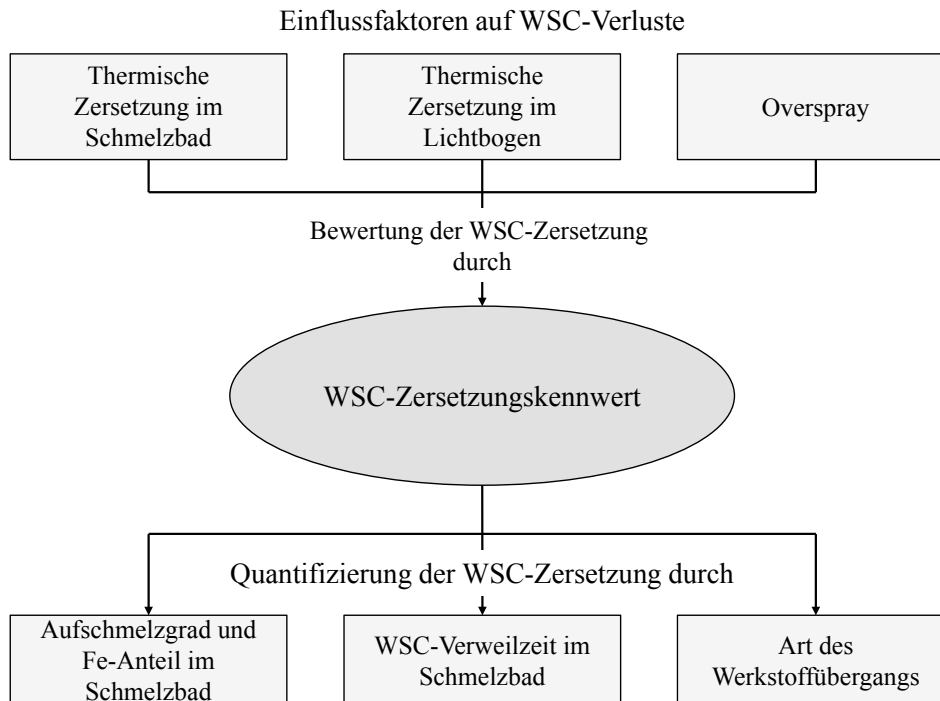 Einflussfaktoren auf WSC-Verluste
Thermische
Zersetzung im
Schmelzbad
Thermische
Zersetzung im
Lichtbogen
Overspray
Bewertung der WSC-Zersetzung
durch
WSC-Zersetzungskennwert
Quantifizierung der WSC-Zersetzung durch
Aufschmelzgrad und
Fe-Anteil im
Schmelzbad
WSC-Verweilzeit im
Schmelzbad
Art des
Werkstoffübergangs